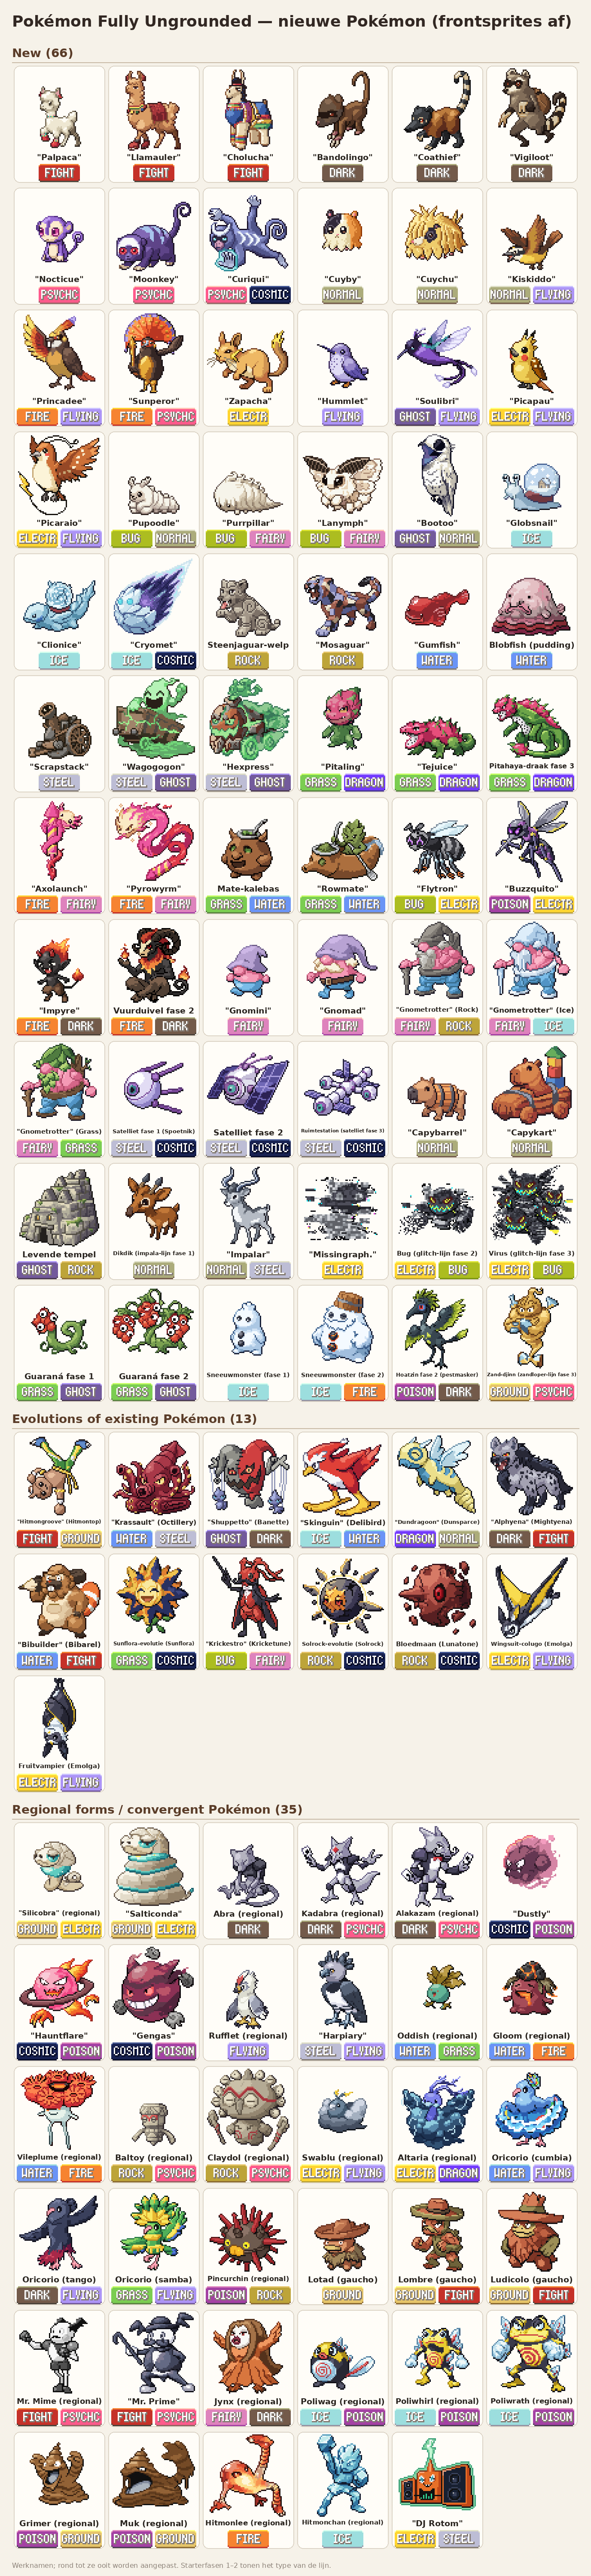 Pokémon Fully Ungrounded — nieuwe Pokémon (frontsprites af)
New (66)
"Palpaca" "Llamauler" "Cholucha" "Bandolingo" "Coathief" "Vigiloot"
FIGHT FIGHT FIGHT DARK DARK DARK
"Nocticue" "Moonkey" "Curiqui" "Cuyby" "Cuychu" "Kiskiddo"
PSYCHC PSYCHC PSYCHC COSMIC NORMAL NORMAL NORMAL FLYING
"Princadee" "Sunperor" "Zapacha" "Hummlet" "Soulibri" "Picapau"
FIRE FLYING FIRE PSYCHC ELECTR FLYING GHOST FLYING ELECTR FLYING
"Picaraio" "Pupoodle" "Purrpillar" "Lanymph" "Bootoo" "Globsnail"
ELECTR FLYING BUG NORMAL BUG FAIRY BUG FAIRY GHOST NORMAL ICE
"Clionice" "Cryomet" Steenjaguar-welp "Mosaguar" "Gumfish" Blobfish (pudding)
ICE ICE COSMIC ROCK ROCK WATER WATER
"Scrapstack" "Wagogogon" "Hexpress" "Pitaling" "Tejuice" Pitahaya-draak fase 3
STEEL STEEL GHOST STEEL GHOST GRASS DRAGON GRASS DRAGON GRASS DRAGON
"Axolaunch" "Pyrowyrm" Mate-kalebas "Rowmate" "Flytron" "Buzzquito"
FIRE FAIRY FIRE FAIRY GRASS WATER GRASS WATER BUG ELECTR POISON ELECTR
"Impyre" Vuurduivel fase 2 "Gnomini" "Gnomad" "Gnometrotter" (Rock) "Gnometrotter" (Ice)
FIRE DARK FIRE DARK FAIRY FAIRY FAIRY ROCK FAIRY ICE
"Gnometrotter" (Grass) Satelliet fase 1 (Spoetnik) Satelliet fase 2 Ruimtestation (satelliet fase 3) "Capybarrel" "Capykart"
FAIRY GRASS STEEL COSMIC STEEL COSMIC STEEL COSMIC NORMAL NORMAL
Levende tempel Dikdik (impala-lijn fase 1) "Impalar" "Missingraph." Bug (glitch-lijn fase 2) Virus (glitch-lijn fase 3)
GHOST ROCK NORMAL NORMAL STEEL ELECTR ELECTR BUG ELECTR BUG
Guaraná fase 1 Guaraná fase 2 Sneeuwmonster (fase 1) Sneeuwmonster (fase 2) Hoatzin fase 2 (pestmasker) Zand-djinn (zandloper-lijn fase 3)
GRASS GHOST GRASS GHOST ICE ICE FIRE POISON DARK GROUND PSYCHC
Evolutions of existing Pokémon (13)
"Hitmongroove" (Hitmontop) "Krassault" (Octillery) "Shuppetto" (Banette) "Skinguin" (Delibird) "Dundragoon" (Dunsparce) "Alphyena" (Mightyena)
FIGHT GROUND WATER STEEL GHOST DARK ICE WATER DRAGON NORMAL DARK FIGHT
"Bibuilder" (Bibarel) Sunflora-evolutie (Sunflora) "Krickestro" (Kricketune) Solrock-evolutie (Solrock) Bloedmaan (Lunatone) Wingsuit-colugo (Emolga)
WATER FIGHT GRASS COSMIC BUG FAIRY ROCK COSMIC ROCK COSMIC ELECTR FLYING
Fruitvampier (Emolga)
ELECTR FLYING
Regional forms / convergent Pokémon (35)
"Silicobra" (regional) "Salticonda" Abra (regional) Kadabra (regional) Alakazam (regional) "Dustly"
GROUND ELECTR GROUND ELECTR DARK DARK PSYCHC DARK PSYCHC COSMIC POISON
"Hauntflare" "Gengas" Rufflet (regional) "Harpiary" Oddish (regional) Gloom (regional)
COSMIC POISON COSMIC POISON FLYING STEEL FLYING WATER GRASS WATER FIRE
Vileplume (regional) Baltoy (regional) Claydol (regional) Swablu (regional) Altaria (regional) Oricorio (cumbia)
WATER FIRE ROCK PSYCHC ROCK PSYCHC ELECTR FLYING ELECTR DRAGON WATER FLYING
Oricorio (tango) Oricorio (samba) Pincurchin (regional) Lotad (gaucho) Lombre (gaucho) Ludicolo (gaucho)
DARK FLYING GRASS FLYING POISON ROCK GROUND GROUND FIGHT GROUND FIGHT
Mr. Mime (regional) "Mr. Prime" Jynx (regional) Poliwag (regional) Poliwhirl (regional) Poliwrath (regional)
FIGHT PSYCHC FIGHT PSYCHC FAIRY DARK ICE POISON ICE POISON ICE POISON
Grimer (regional) Muk (regional) Hitmonlee (regional) Hitmonchan (regional) "DJ Rotom"
POISON GROUND POISON GROUND FIRE ICE ELECTR STEEL
Werknamen; rond tot ze ooit worden aangepast. Starterfasen 1–2 tonen het type van de lijn.